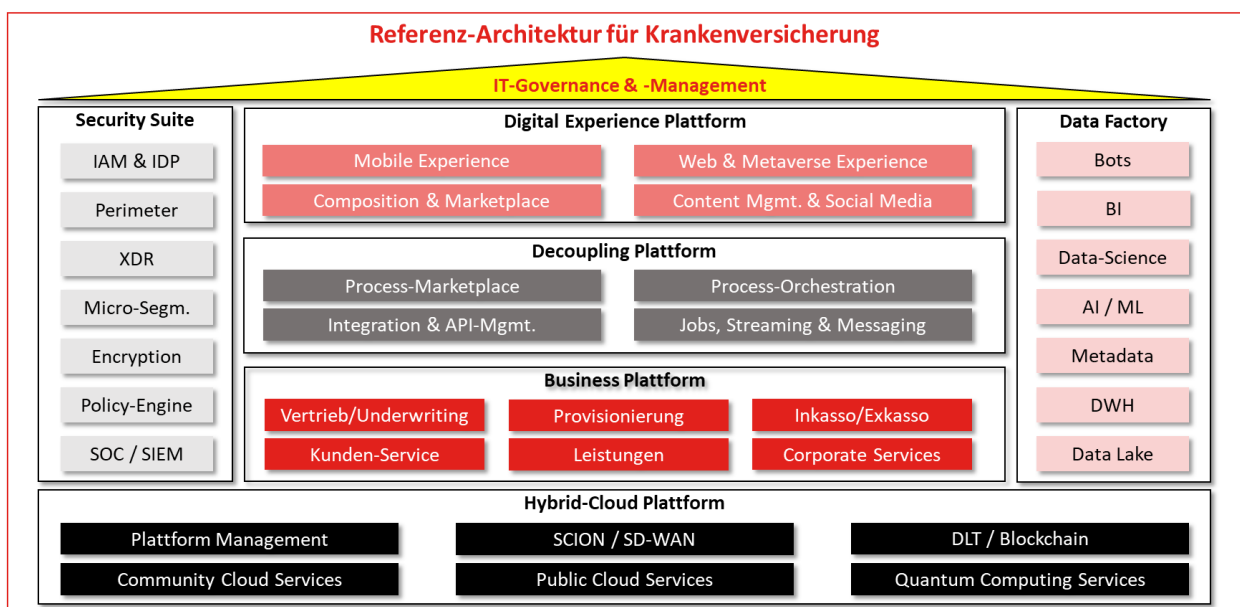 Referenz-Architektur für Krankenversicherung
IT-Governance & -Management
Security Suite
IAM & IDP
Perimeter
XDR
Micro-Segm.
Encryption
Policy-Engine
SOC / SIEM
Digital Experience Plattform
Mobile Experience
Web & Metaverse Experience
Composition & Marketplace
Content Mgmt. & Social Media
Decoupling Plattform
Process-Marketplace
Process-Orchestration
Integration & API-Mgmt.
Jobs, Streaming & Messaging
Business Plattform
Vertrieb/Underwriting
Provisionierung
Inkasso/Exkasso
Kunden-Service
Leistungen
Corporate Services
Data Factory
Bots
BI
Data-Science
AI / ML
Metadata
DWH
Data Lake
Hybrid-Cloud Plattform
Plattform Management
SCION / SD-WAN
DLT / Blockchain
Community Cloud Services
Public Cloud Services
Quantum Computing Services